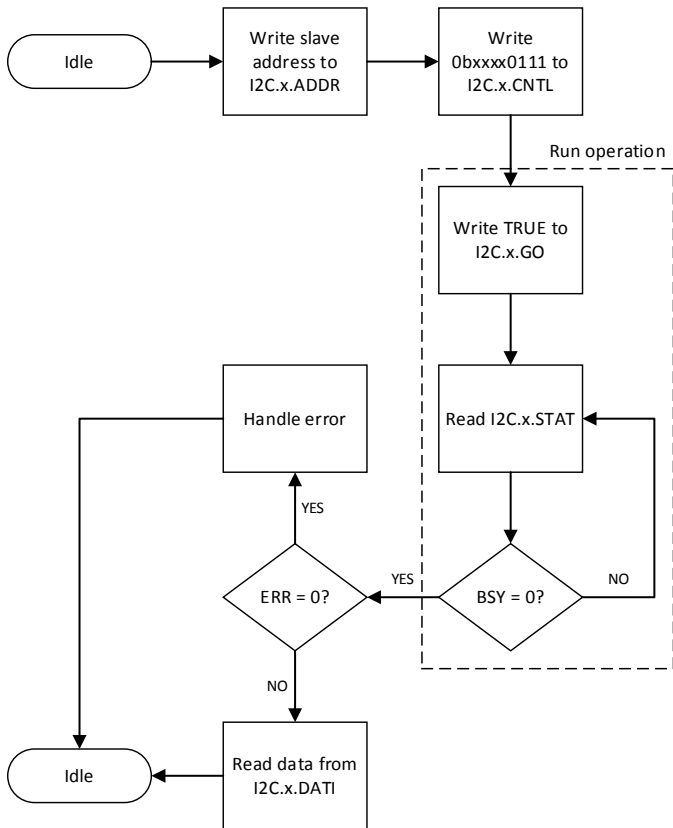 Idle
Write slave
address to
I2C.x.ADDR
Write
0bxxxx0111 to
I2C.x.CNTL
Run operation
Write TRUE to
I2C.x.GO
Handle error
Read I2C.x.STAT
YES
ERR = 0?
YES
BSY = 0?
NO
NO
Idle
Read data from
I2C.x.DATI